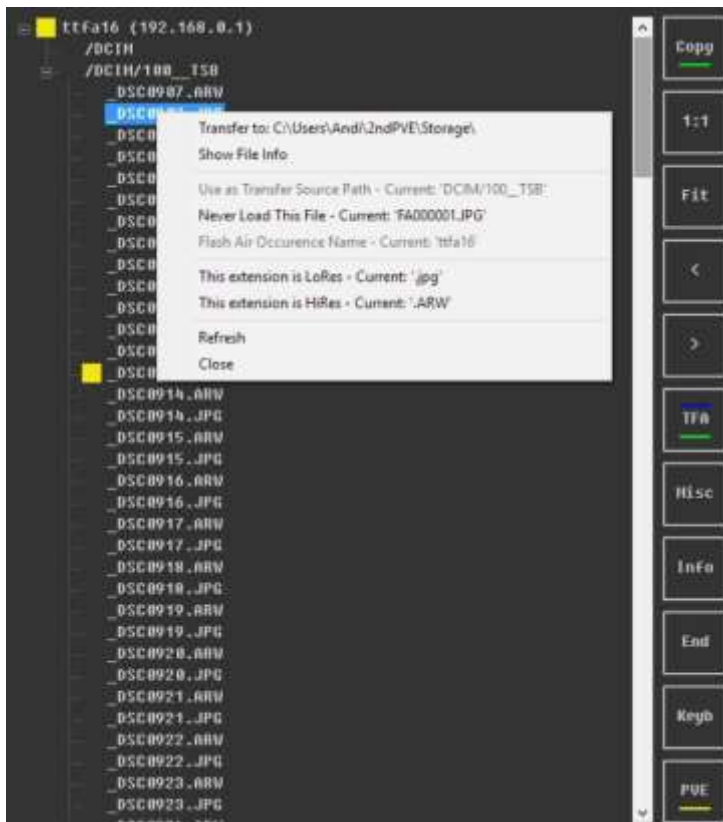 ttfa16 (192.168.0.1)
/DCIM
/DCIM/100__TSB
_DSC0907.ARW
Transfer to: C:\Users\Andi\2ndPVE\Storage\
Show File Info
Use as Transfer Source Path - Current: 'DCIM/100__TSB'
Never Load This File - Current: 'FA000001.JPG'
Flash Air Occurence Name - Current: 'ttfa16'
This extension is LoRes - Current: '.jpg'
This extension is HiRes - Current: '.ARW'
Refresh
Close
_DSC0914.ARW
_DSC0914.JPG
_DSC0915.ARW
_DSC0915.JPG
_DSC0916.ARW
_DSC0916.JPG
_DSC0917.ARW
_DSC0917.JPG
_DSC0918.ARW
_DSC0918.JPG
_DSC0919.ARW
_DSC0919.JPG
_DSC0920.ARW
_DSC0920.JPG
_DSC0921.ARW
_DSC0921.JPG
_DSC0922.ARW
_DSC0922.JPG
_DSC0923.ARW
_DSC0923.JPG
Copy
1:1
Fit
<
>
TFA
Misc
Info
End
Keyb
PVE